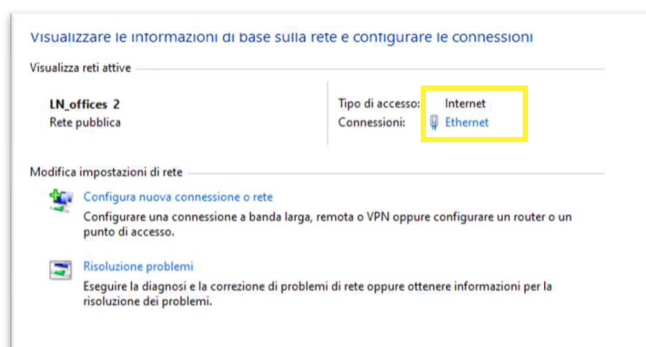 Visualizzare le informazioni di base sulla rete e configurare le connessioni
Visualizza reti attive
LN_offices 2
Rete pubblica
Tipo di accesso: Internet
Connessioni: Ethernet
Modifica impostazioni di rete
Configura nuova connessione o rete
Configurare una connessione a banda larga, remota o VPN oppure configurare un router o un
punto di accesso.
Risoluzione problemi
Eseguire la diagnosi e la correzione di problemi di rete oppure ottenere informazioni per la
risoluzione dei problemi.